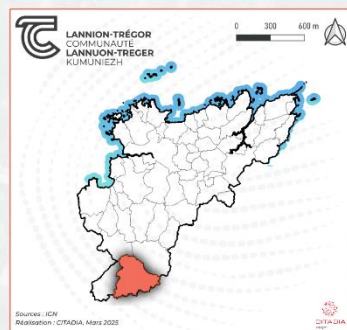 LANNION-TRÉGOR
COMMUNAUTÉ
LANNUON-TREGER
KUMUNIEZH
0 300 600 m
Sources : IGN
Réalisation : CITADIA, Mars 2025
CITADIA